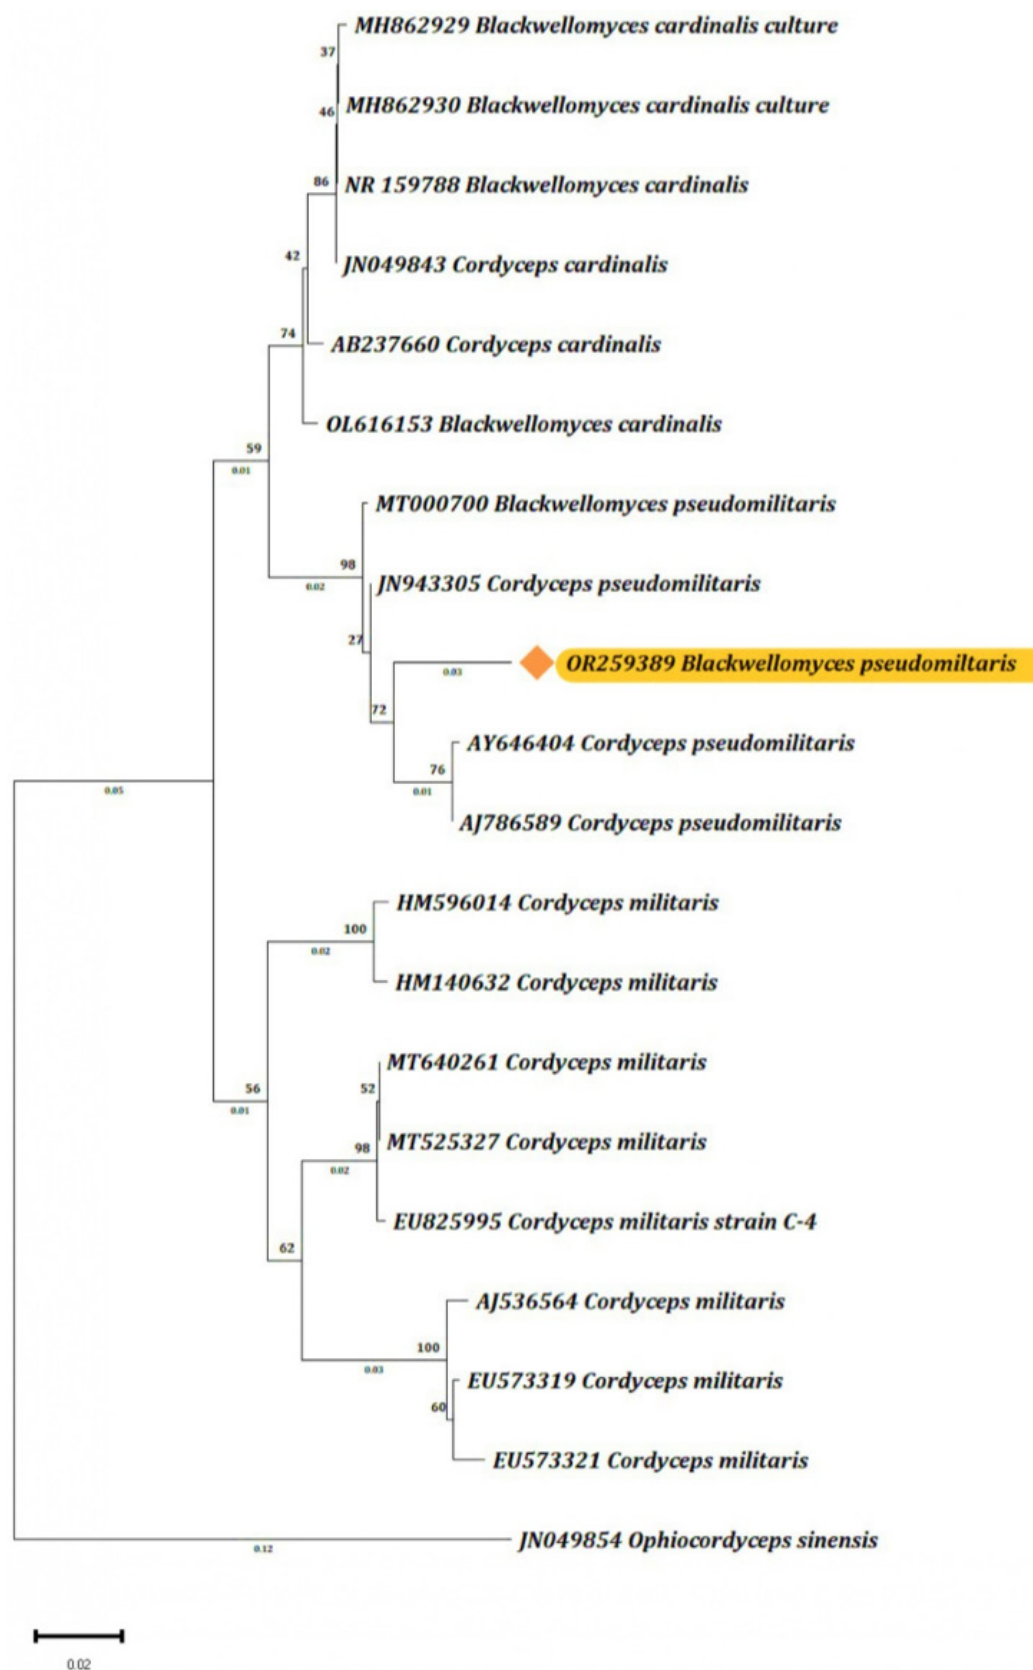 MH862929 Blackwellomyces cardinalis culture
37
MH862930 Blackwellomyces cardinalis culture
46
86
NR 159788 Blackwellomyces cardinalis
42
JN049843 Cordyceps cardinalis
74
AB237660 Cordyceps cardinalis
OL616153 Blackwellomyces cardinalis
59
0.01
MT000700 Blackwellomyces pseudomilitaris
98
0.02
JN943305 Cordyceps pseudomilitaris
27
OR259389 Blackwellomyces pseudomiltaris
0.03
72
AY646404 Cordyceps pseudomilitaris
76
0.01
0.05
AJ786589 Cordyceps pseudomilitaris
HM596014 Cordyceps militaris
100
0.02
HM140632 Cordyceps militaris
MT640261 Cordyceps militaris
56
0.01
52
MT525327 Cordyceps militaris
98
0.02
EU825995 Cordyceps militaris strain C-4
62
AJ536564 Cordyceps militaris
100
0.03
EU573319 Cordyceps militaris
60
EU573321 Cordyceps militaris
JN049854 Ophiocordyceps sinensis
0.12
0.02